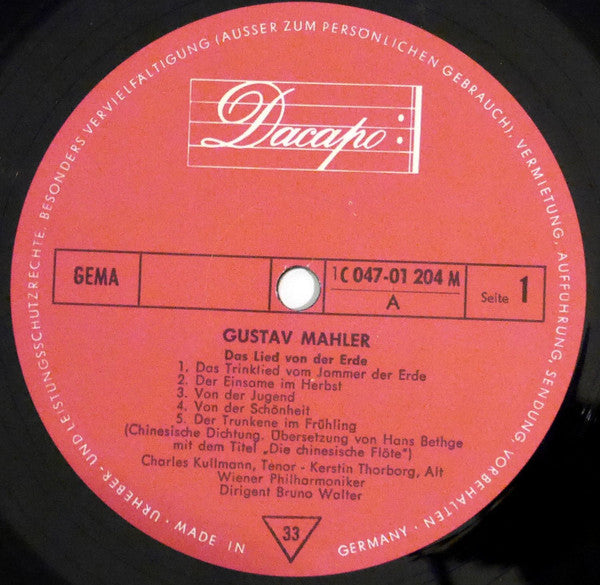 URHEBER- UND LEISTUNGSSCHUTZRECHTE, BESONDERS VERVIELFÄLTIGUNG (AUSSER ZUM PERSÖNLICHEN GEBRAUCH), VERMIETUNG, AUFFÜHRUNG, SENDUNG, VORBEHALTEN · GERMANY
MADE IN
Dacapo
GEMA
1C 047-01 204 M
A
Seite 1
GUSTAV MAHLER
Das Lied von der Erde
1. Das Trinklied vom Jammer der Erde
2. Der Einsame im Herbst
3. Von der Jugend
4. Von der Schönheit
5. Der Trunkene im Frühling
(Chinesische Dichtung. Übersetzung von Hans Bethge
mit dem Titel „Die chinesische Flöte")
Charles Kullmann, Tenor - Kerstin Thorborg, Alt
Wiener Philharmoniker
Dirigent Bruno Walter
33